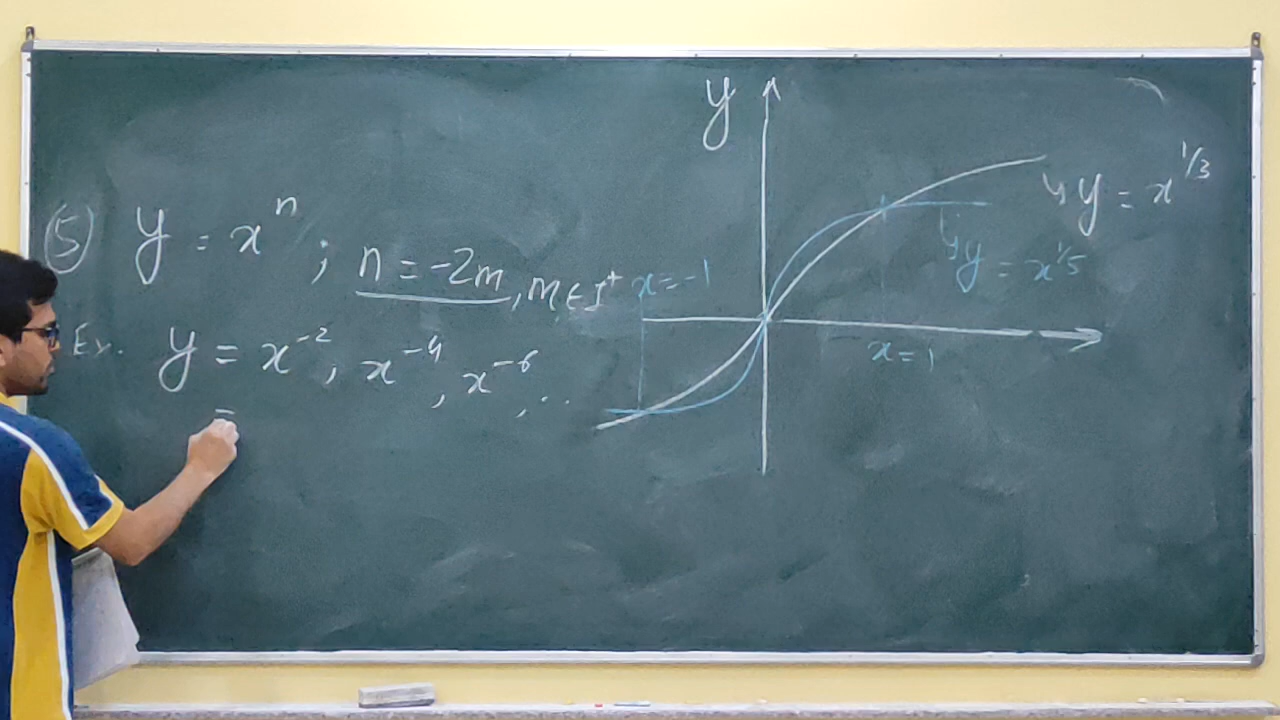 ⑤ y = xⁿ ; n = -2m, m ∈ I⁺
Ex. y = x⁻², x⁻⁴, x⁻⁶, ...
=
y
y = x^{1/3}
y = x^{1/5}
x = -1
x = 1